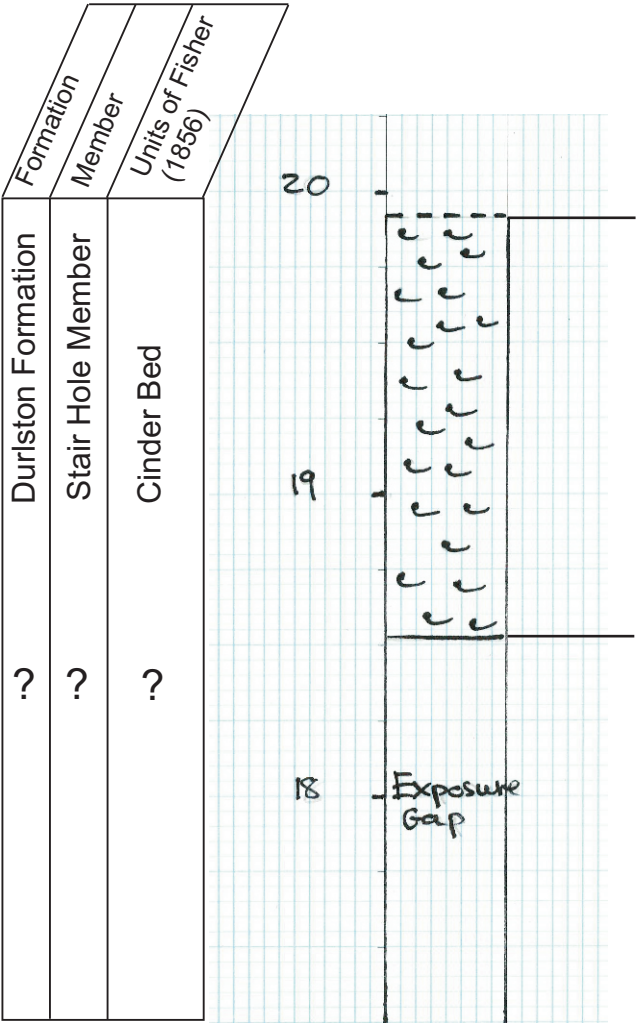 Formation
Member
Units of Fisher
(1856)
Durlston Formation
Stair Hole Member
Cinder Bed
?
?
?
20
19
18
Exposure
Gap